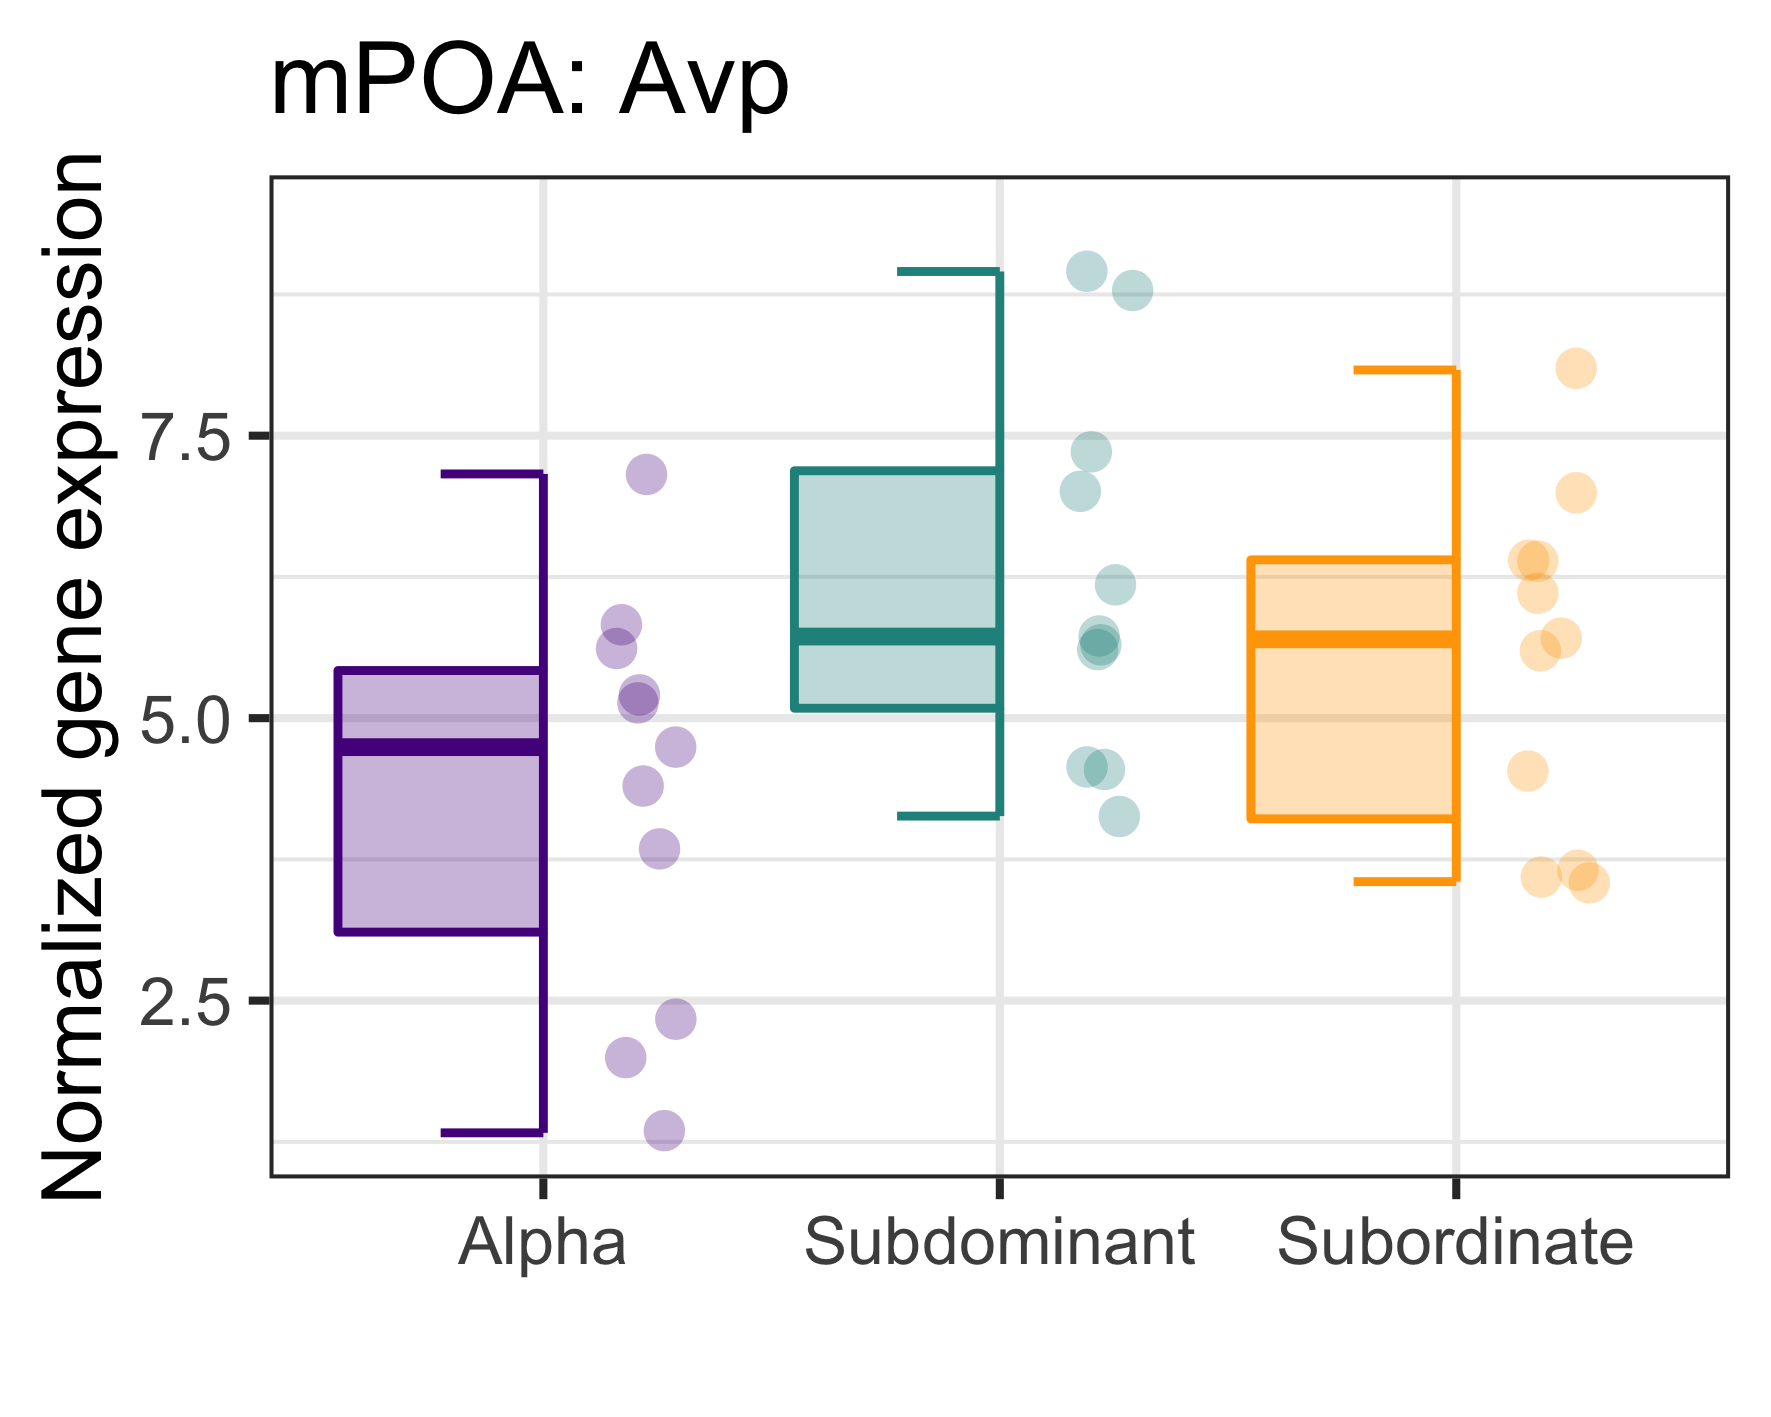 mPOA: Avp
Normalized gene expression
7.5
5.0
2.5
Alpha
Subdominant
Subordinate